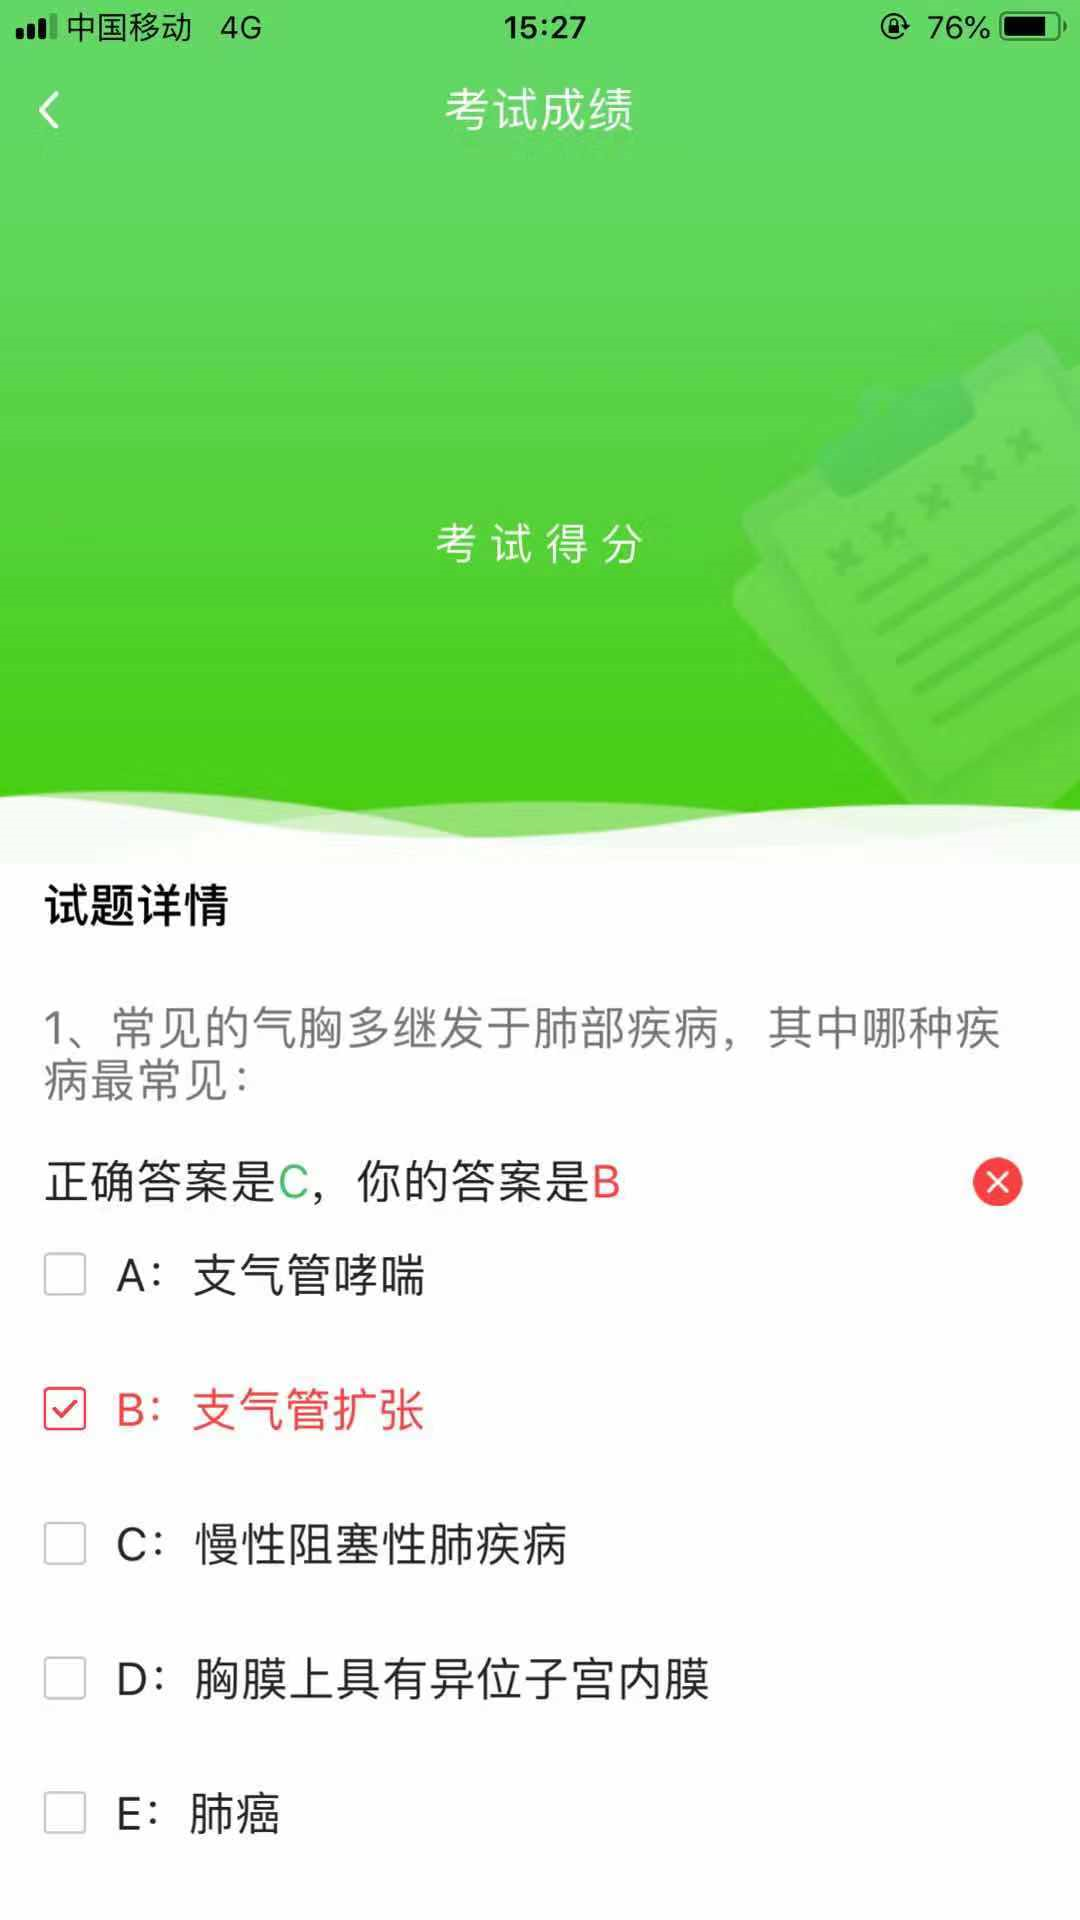 中国移动 4G 15:27 76%
考试成绩
考试得分
试题详情
1、常见的气胸多继发于肺部疾病，其中哪种疾
病最常见：
正确答案是C，你的答案是B
A：支气管哮喘
B：支气管扩张
C：慢性阻塞性肺疾病
D：胸膜上具有异位子宫内膜
E：肺癌